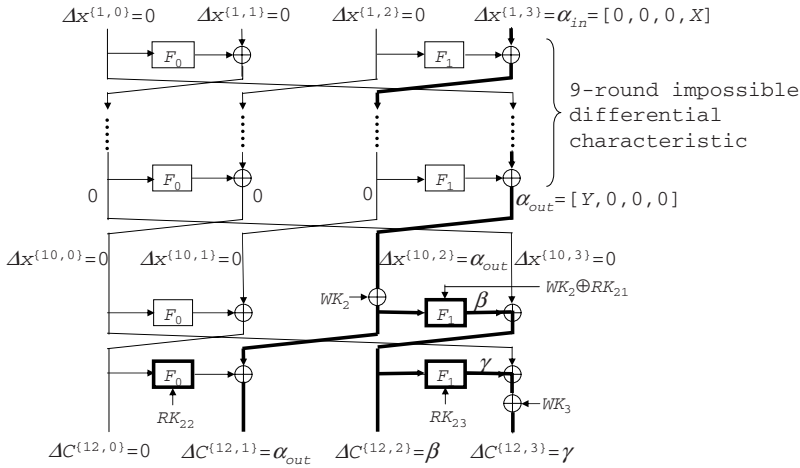 Δx{1,0}=0 Δx{1,1}=0 Δx{1,2}=0 Δx{1,3}=α_in=[0,0,0,X]
F₀ F₁
9-round impossible
differential
characteristic
F₀ F₁
0 0 0 α_out=[Y,0,0,0]
Δx{10,0}=0 Δx{10,1}=0 Δx{10,2}=α_out Δx{10,3}=0
WK₂ WK₂⊕RK₂₁
β
F₀ F₁
γ
F₀ F₁
RK₂₂ RK₂₃ WK₃
ΔC{12,0}=0 ΔC{12,1}=α_out ΔC{12,2}=β ΔC{12,3}=γ